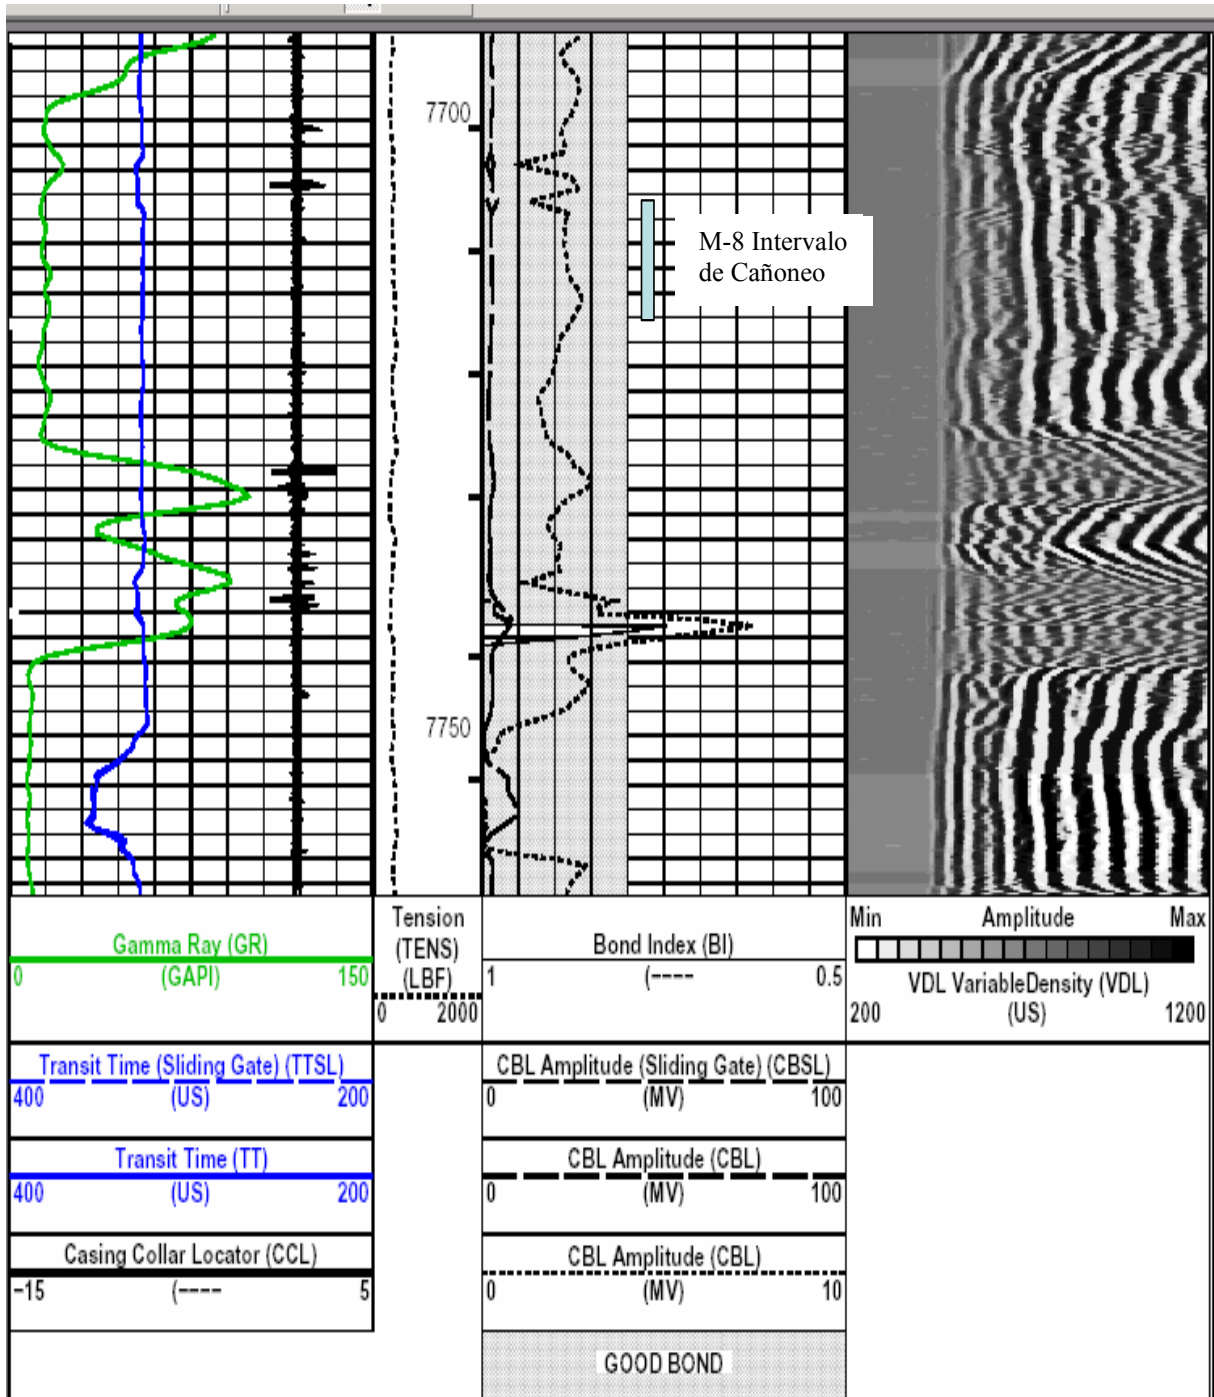 7700
M-8 Intervalo
de Cañoneo
7750
Gamma Ray (GR)
0 (GAPI) 150
Tension
(TENS)
(LBF)
0 2000
Bond Index (BI)
1 (---- 0.5
Min Amplitude Max
VDL VariableDensity (VDL)
200 (US) 1200
Transit Time (Sliding Gate) (TTSL)
400 (US) 200
CBL Amplitude (Sliding Gate) (CBSL)
0 (MV) 100
Transit Time (TT)
400 (US) 200
CBL Amplitude (CBL)
0 (MV) 100
Casing Collar Locator (CCL)
−15 (---- 5
CBL Amplitude (CBL)
0 (MV) 10
GOOD BOND